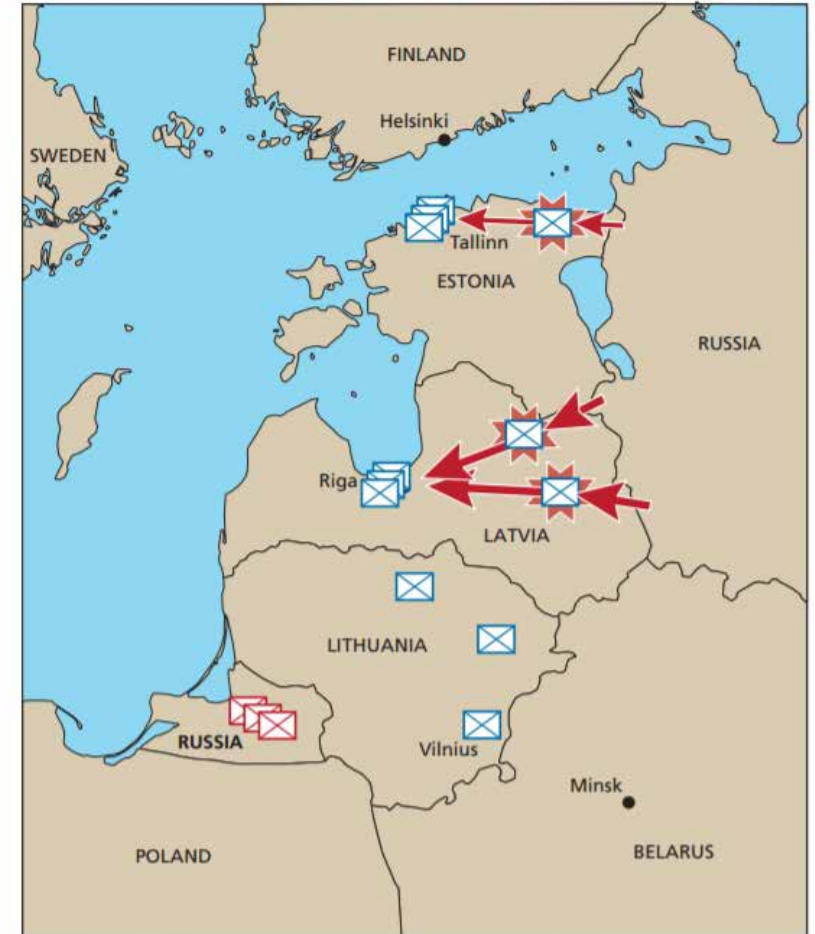 FINLAND
Helsinki
SWEDEN
Tallinn
ESTONIA
RUSSIA
Riga
LATVIA
LITHUANIA
RUSSIA
Vilnius
Minsk
POLAND
BELARUS